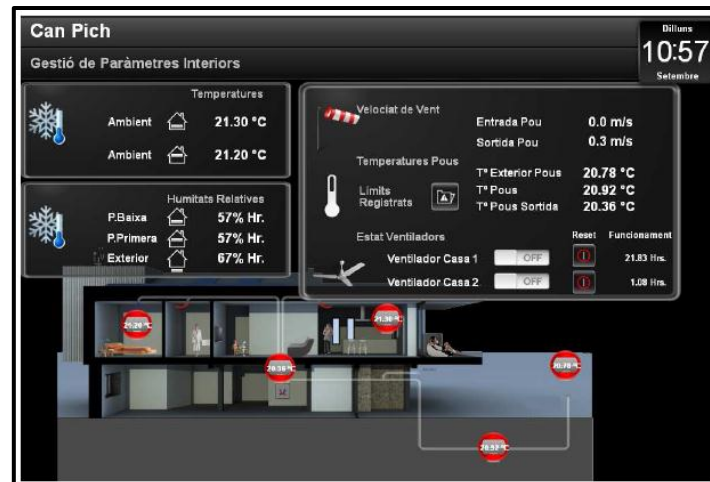 Can Pich
Gestió de Paràmetres Interiors
Dilluns
10:57
Setembre
Temperatures
Ambient 21.30 °C
Ambient 21.20 °C
Humitats Relatives
P.Baixa 57% Hr.
P.Primera 57% Hr.
Exterior 67% Hr.
Velociat de Vent
Entrada Pou 0.0 m/s
Sortida Pou 0.3 m/s
Temperatures Pous
Límits
Registrats
Tª Exterior Pous 20.78 °C
Tª Pous 20.92 °C
Tª Pous Sortida 20.36 °C
Estat Ventiladors Reset Funcionament
Ventilador Casa 1 OFF 21.83 Hrs.
Ventilador Casa 2 OFF 1.08 Hrs.
21.20 °C
21.30 °C
20.36 °C
20.78 °C
20.92 °C